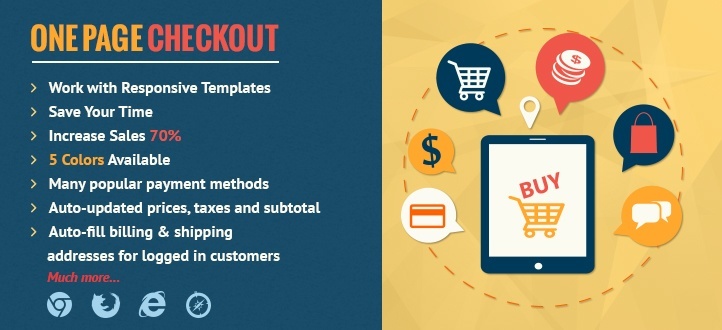 ONE PAGE CHECKOUT
Work with Responsive Templates
Save Your Time
Increase Sales 70%
5 Colors Available
Many popular payment methods
Auto-updated prices, taxes and subtotal
Auto-fill billing & shipping
addresses for logged in customers
Much more...
$
$
BUY